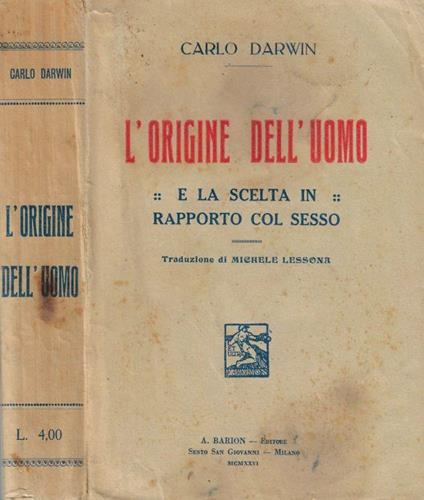 CARLO DARWIN
L'ORIGINE
DELL'UOMO
L. 4,00
CARLO DARWIN
L'ORIGINE DELL'UOMO
:: E LA SCELTA IN ::
RAPPORTO COL SESSO
Traduzione di MICHELE LESSONA
A. BARION - EDITORE
SESTO SAN GIOVANNI - MILANO
MCMXXVI